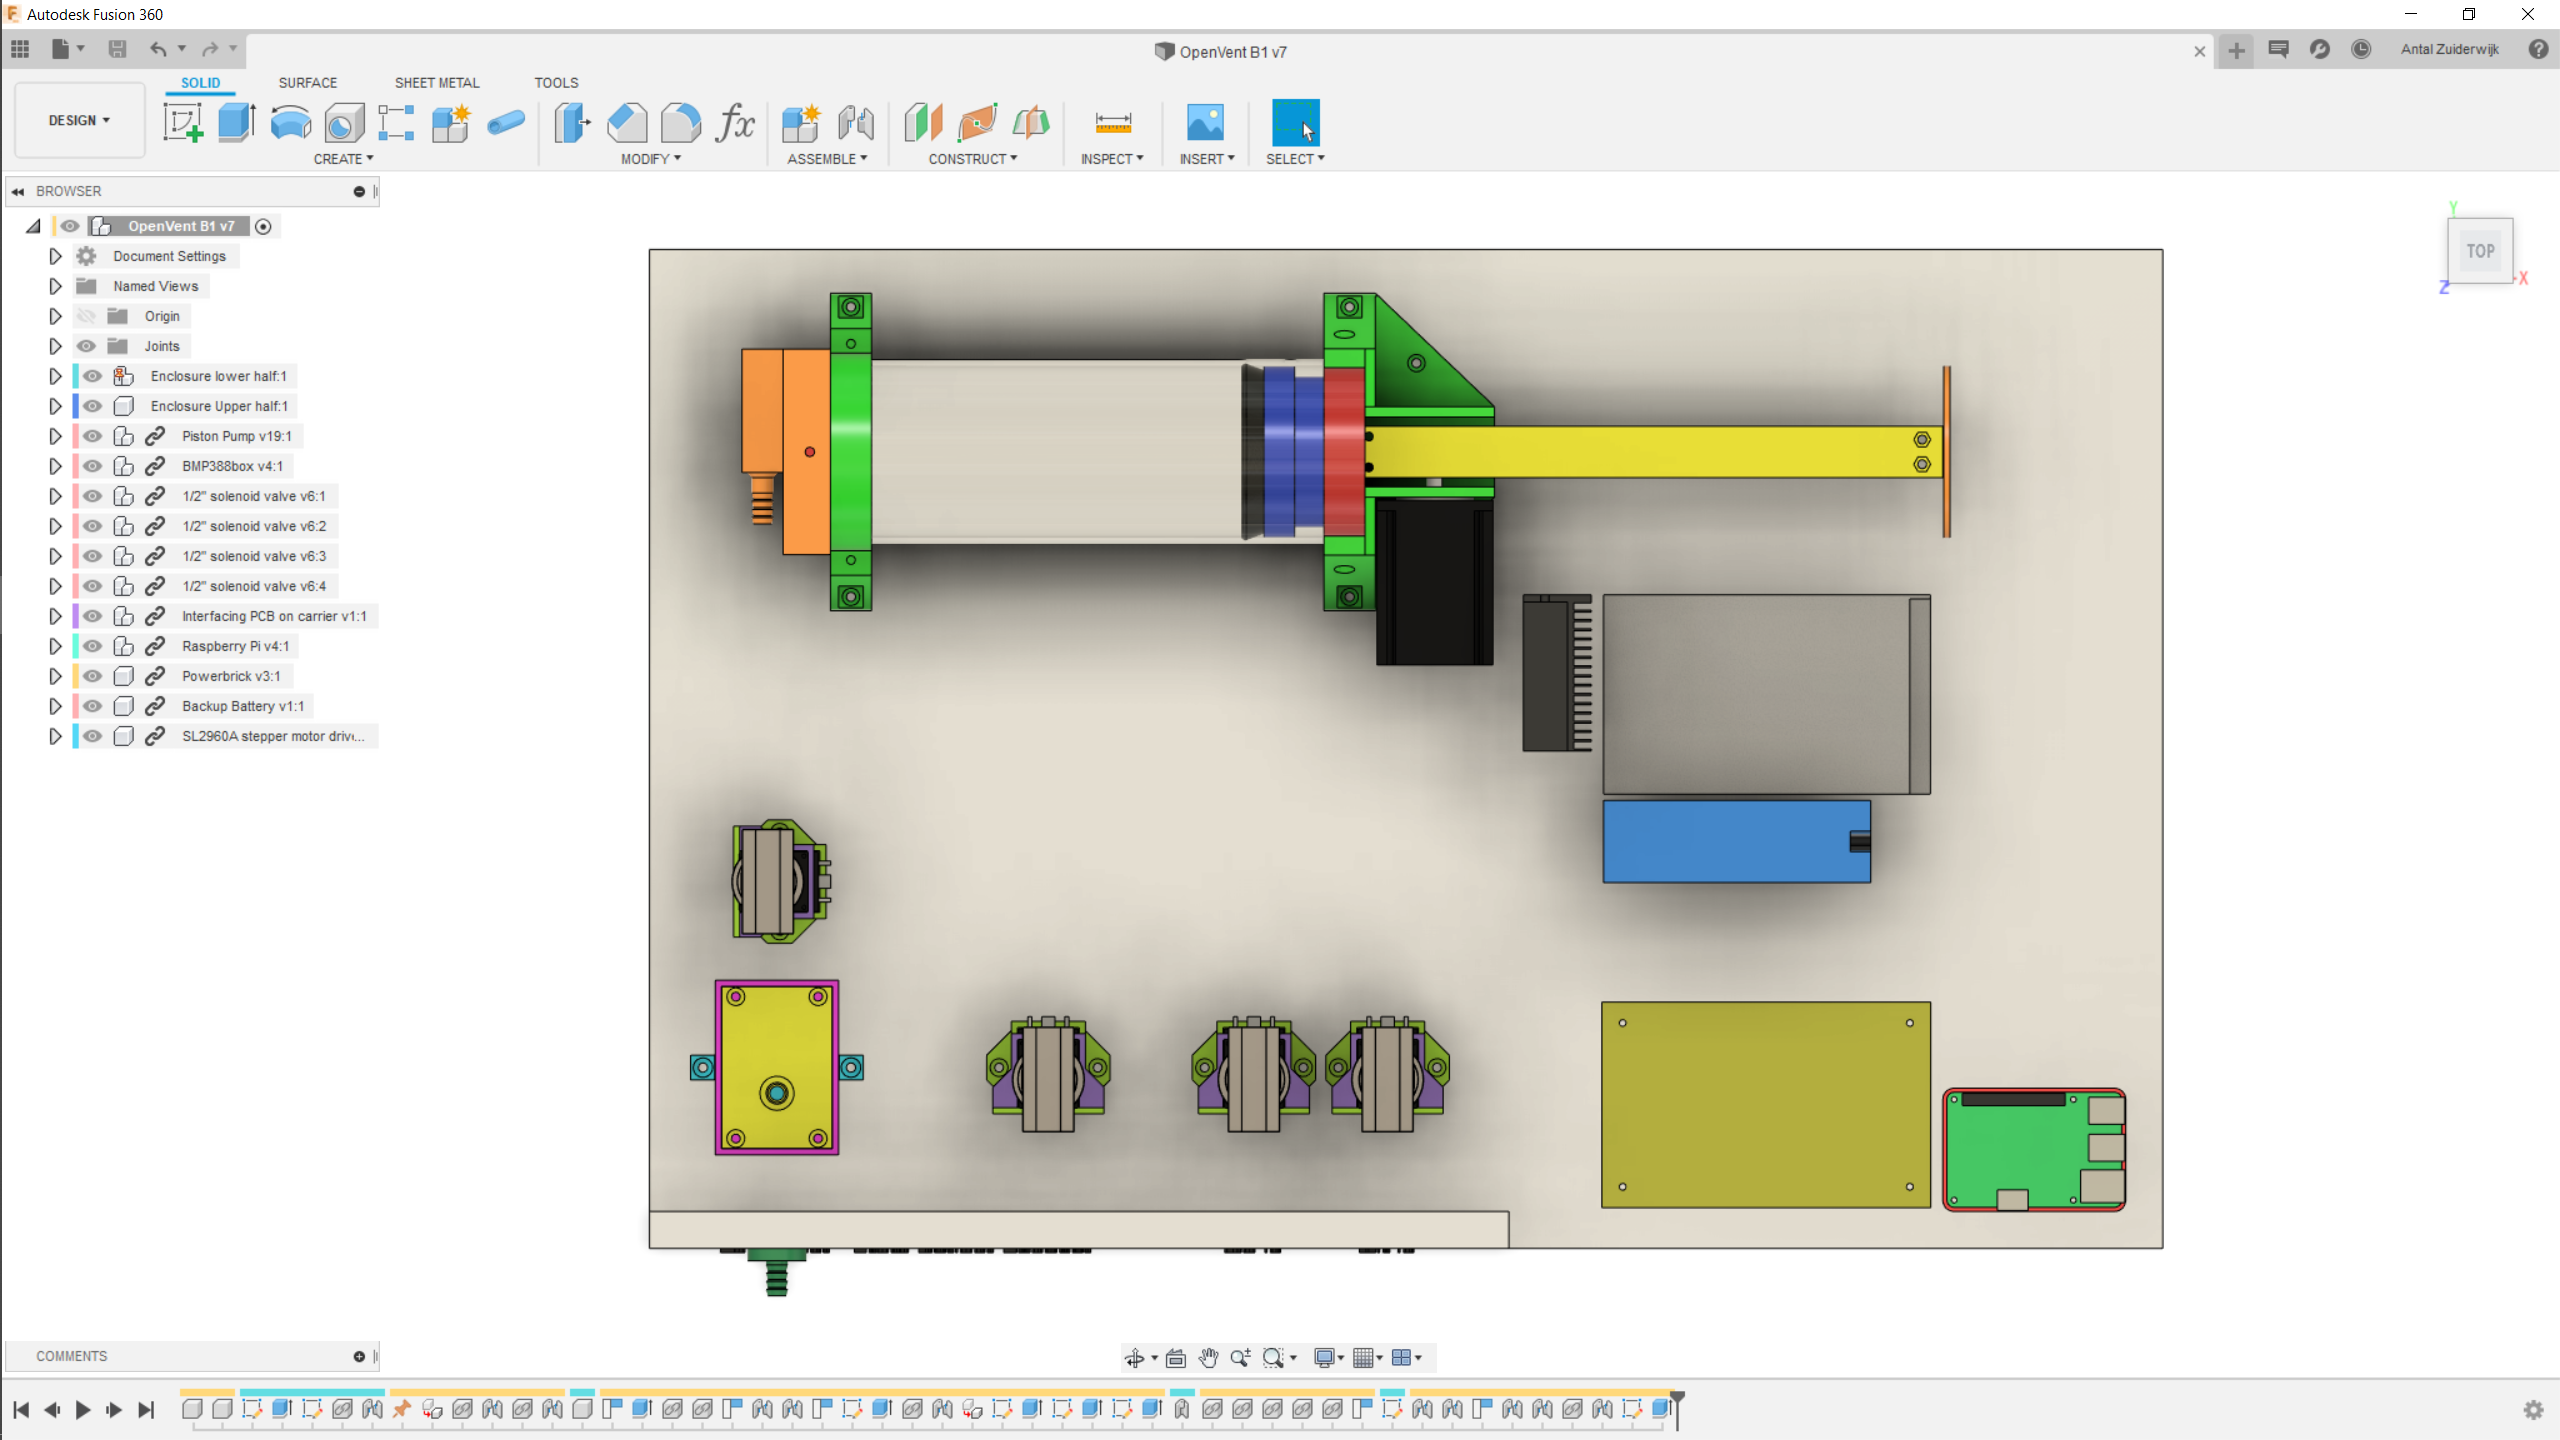 Autodesk Fusion 360
OpenVent B1 v7
Antal Zuiderwijk
SOLID SURFACE SHEET METAL TOOLS
DESIGN
CREATE MODIFY ASSEMBLE CONSTRUCT INSPECT INSERT SELECT
BROWSER
OpenVent B1 v7
Document Settings
Named Views
Origin
Joints
Enclosure lower half:1
Enclosure Upper half:1
Piston Pump v19:1
BMP388box v4:1
1/2" solenoid valve v6:1
1/2" solenoid valve v6:2
1/2" solenoid valve v6:3
1/2" solenoid valve v6:4
Interfacing PCB on carrier v1:1
Raspberry Pi v4:1
Powerbrick v3:1
Backup Battery v1:1
SL2960A stepper motor driv...
Y
TOP
X
Z
COMMENTS